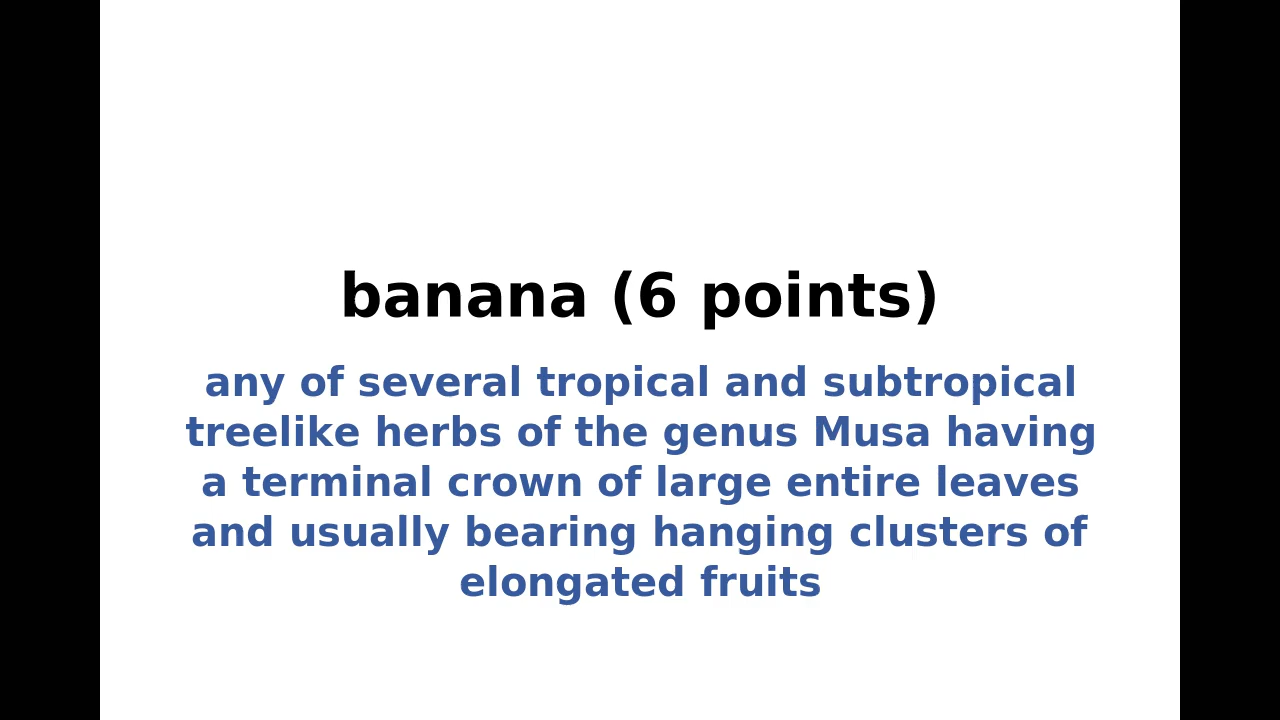 banana (6 points)
any of several tropical and subtropical
treelike herbs of the genus Musa having
a terminal crown of large entire leaves
and usually bearing hanging clusters of
elongated fruits